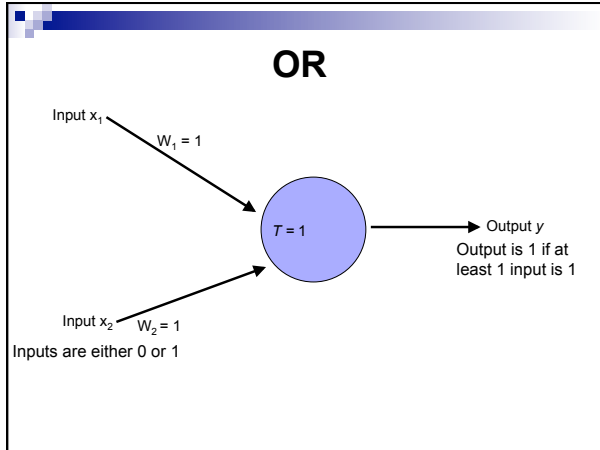 OR
Input x₁
W₁ = 1
T = 1
Output y
Output is 1 if at
least 1 input is 1
Input x₂
W₂ = 1
Inputs are either 0 or 1